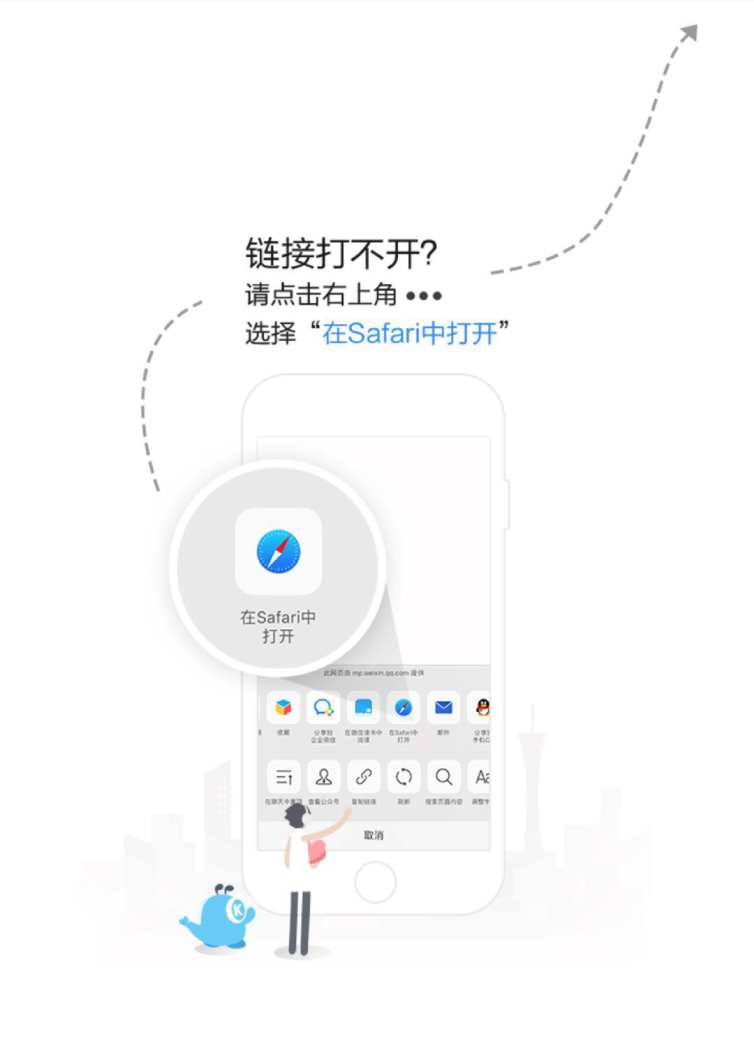 链接打不开?
请点击右上角 •••
选择“在Safari中打开”
在Safari中
打开
此网页由 mp.weixin.qq.com 提供
收藏
分享到
企业微信
在微信读书中
阅读
在Safari中
打开
邮件
分享到
手机Q
在聊天中置顶
查看公众号
复制链接
刷新
搜索页面内容
调整字
取消
K